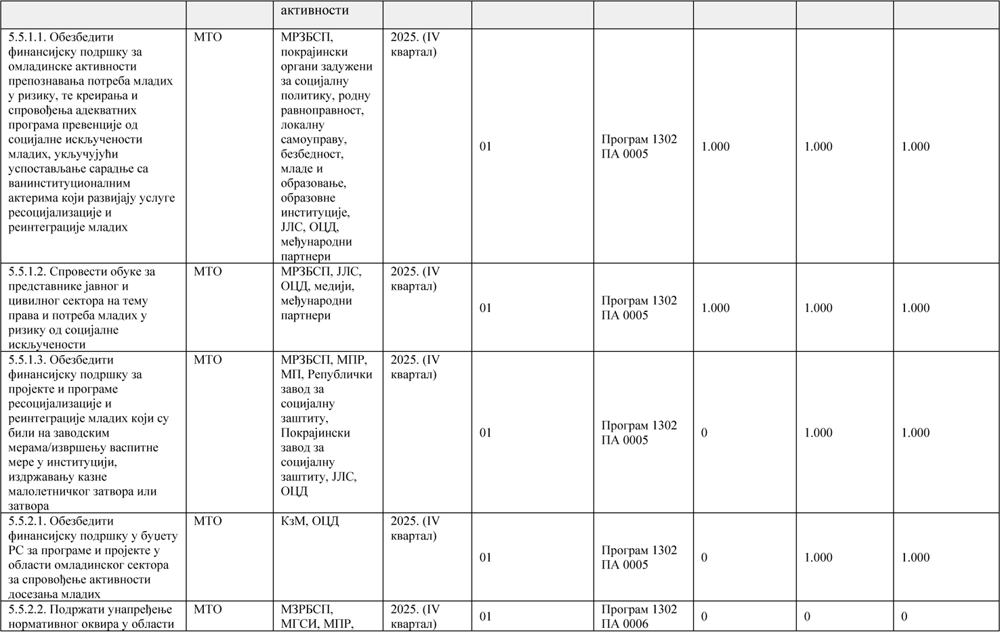 активности
5.5.1.1. Обезбедити
финансијску подршку за
омладинске активности
препознавања потреба младих
у ризику, те креирања и
спровођења адекватних
програма превенције од
социјалне искључености
младих, укључујући
успостављање сарадње са
ванинституционалним
актерима који развијају услуге
ресоцијализације и
реинтеграције младих
МТО
МРЗБСП,
покрајински
органи задужени
за социјалну
политику, родну
равноправност,
локалну
самоуправу,
безбедност,
младе и
образовање,
образовне
институције,
ЈЛС, ОЦД,
међународни
партнери
2025. (IV
квартал)
01
Програм 1302
ПА 0005
1.000
1.000
1.000
5.5.1.2. Спровести обуке за
представнике јавног и
цивилног сектора на тему
права и потреба младих у
ризику од социјалне
искључености
МТО
МРЗБСП, ЈЛС,
ОЦД, медији,
међународни
партнери
2025. (IV
квартал)
01
Програм 1302
ПА 0005
1.000
1.000
1.000
5.5.1.3. Обезбедити
финансијску подршку за
пројекте и програме
ресоцијализације и
реинтеграције младих који су
били на заводским
мерама/извршењу васпитне
мере у институцији,
издржавању казне
малолетничког затвора или
затвора
МТО
МРЗБСП, МПР,
МП, Републички
завод за
социјалну
заштиту,
Покрајински
завод за
социјалну
заштиту, ЈЛС,
ОЦД
2025. (IV
квартал)
01
Програм 1302
ПА 0005
0
1.000
1.000
5.5.2.1. Обезбедити
финансијску подршку у буџету
РС за програме и пројекте у
области омладинског сектора
за спровођење активности
досезања младих
МТО
КзМ, ОЦД
2025. (IV
квартал)
01
Програм 1302
ПА 0005
0
1.000
1.000
5.5.2.2. Подржати унапређење
нормативног оквира у области
МТО
МЗРБСП,
МГСИ, МПР,
2025. (IV
квартал)
01
Програм 1302
ПА 0006
0
0
0